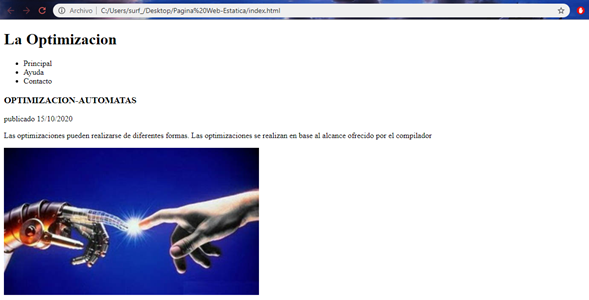 Archivo | C:/Users/surf_/Desktop/Pagina%20Web-Estatica/index.html
La Optimizacion
Principal
Ayuda
Contacto
OPTIMIZACION-AUTOMATAS
publicado 15/10/2020
Las optimizaciones pueden realizarse de diferentes formas. Las optimizaciones se realizan en base al alcance ofrecido por el compilador